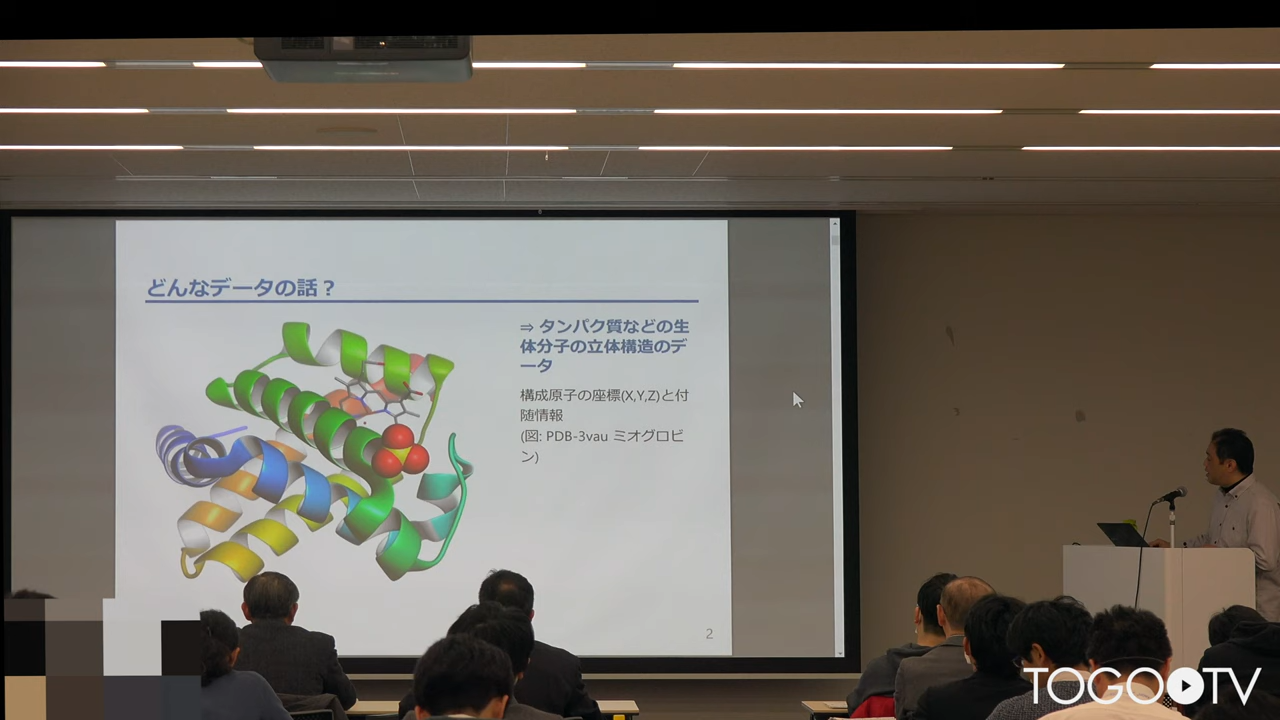 どんなデータの話？
⇒ タンパク質などの生
体分子の立体構造のデ
ータ
構成原子の座標(X,Y,Z)と付
随情報
(図: PDB-3vau ミオグロビ
ン)
2
TOGOTV